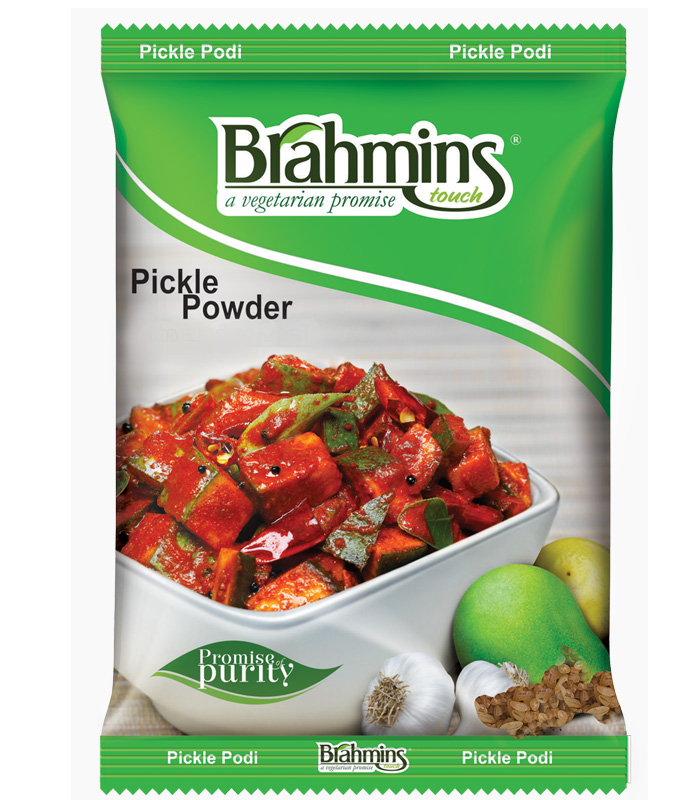 Pickle Podi Pickle Podi
Brahmins ®
a vegetarian promise touch
Pickle
Powder
Promise of
purity
Pickle Podi Brahmins Pickle Podi
a vegetarian promise touch